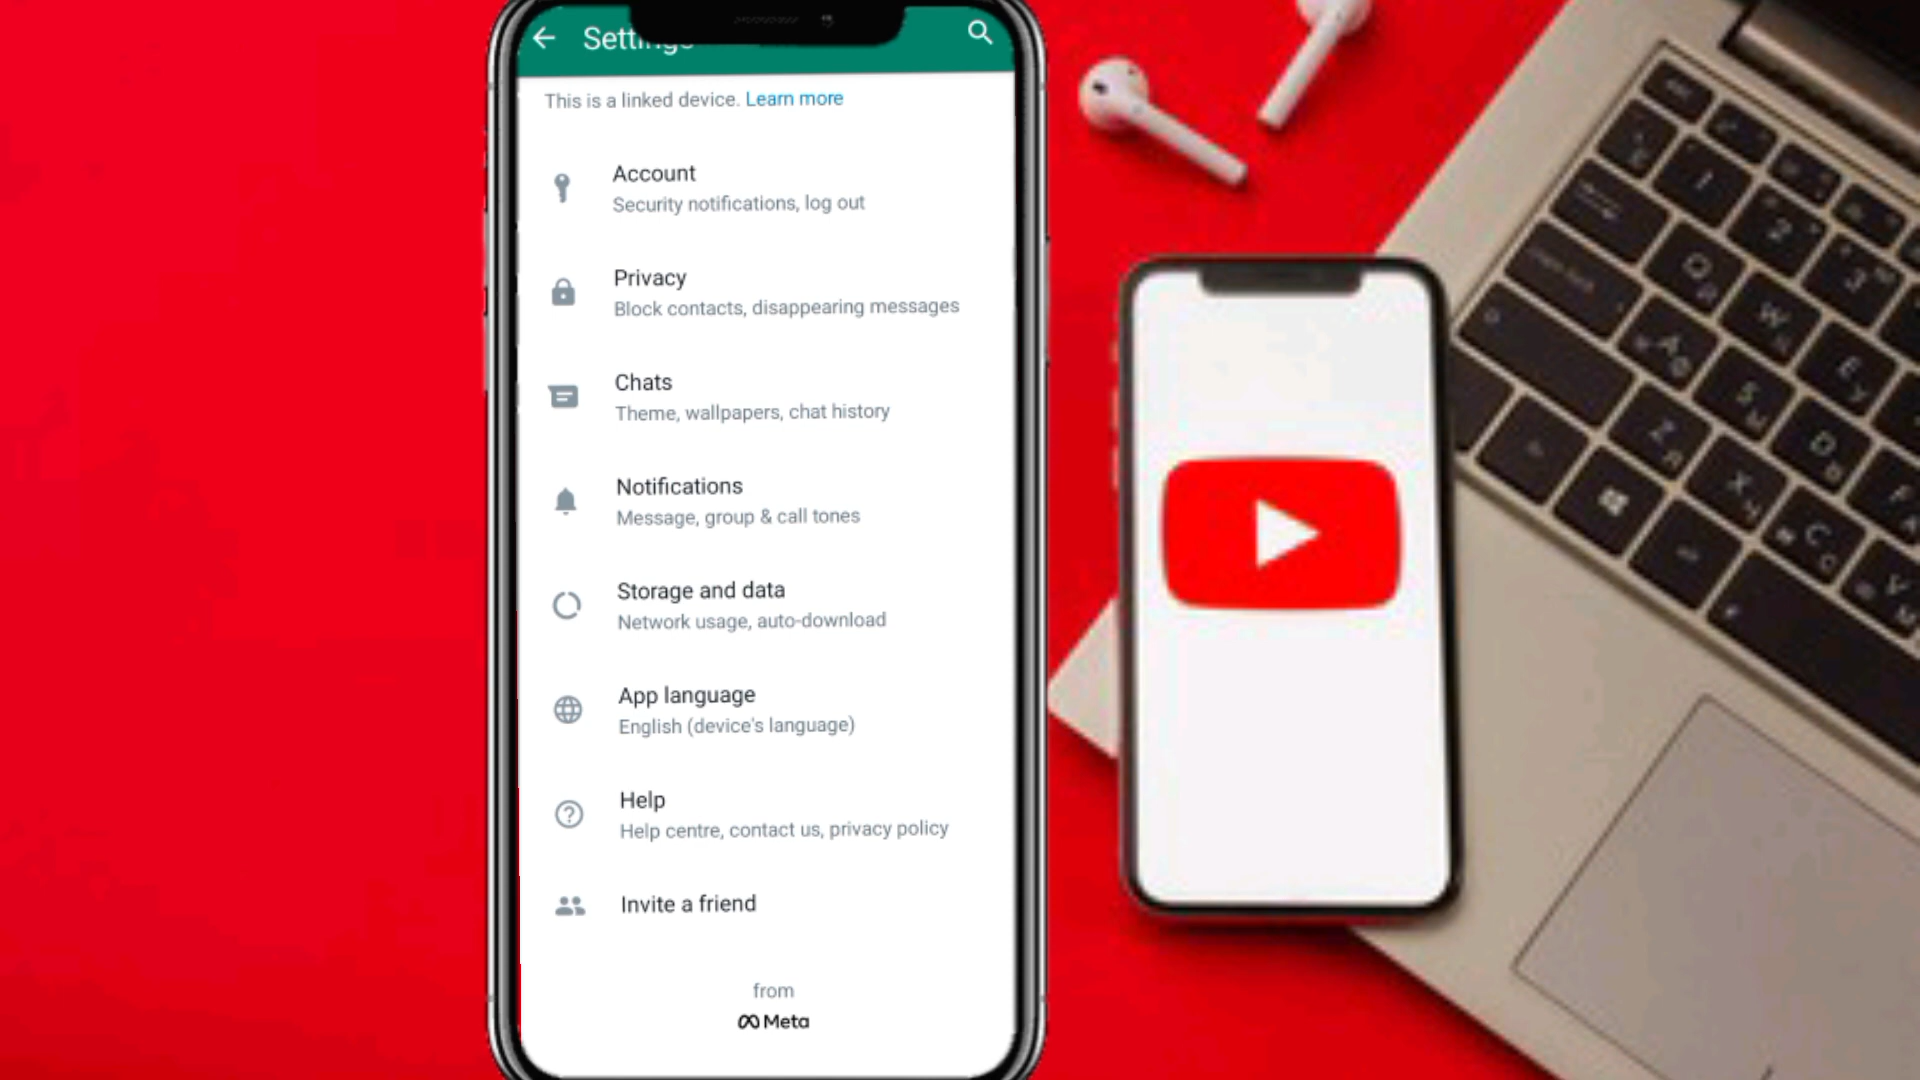 Settings
This is a linked device. Learn more
Account
Security notifications, log out
Privacy
Block contacts, disappearing messages
Chats
Theme, wallpapers, chat history
Notifications
Message, group & call tones
Storage and data
Network usage, auto-download
App language
English (device's language)
Help
Help centre, contact us, privacy policy
Invite a friend
from
Meta